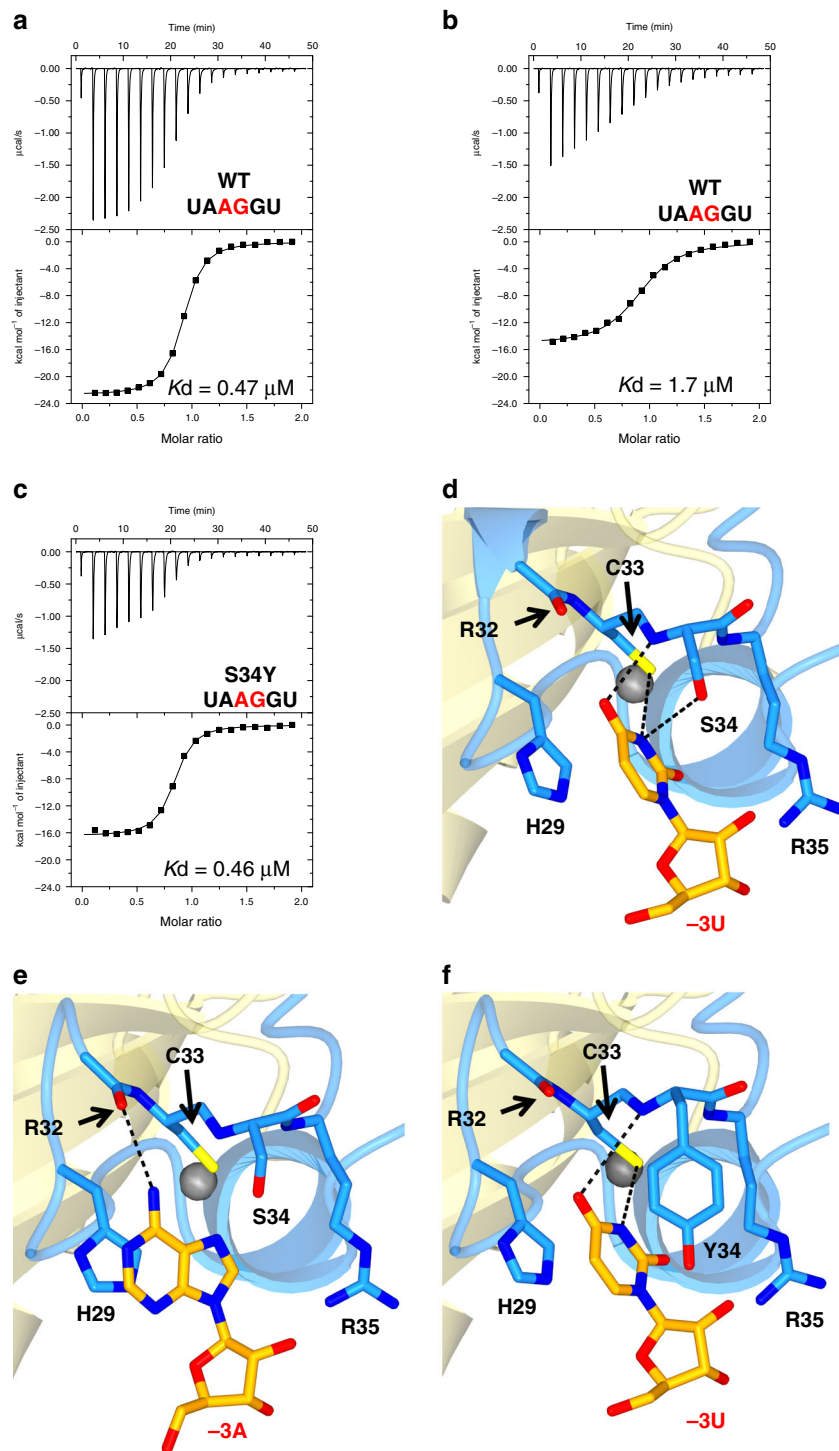 a
Time (min)
0 10 20 30 40 50
0.00
–0.50
–1.00
–1.50
–2.00
–2.50
µcal/s
WT
UAAGGU
0.0
–4.0
–8.0
–12.0
–16.0
–20.0
–24.0
kcal mol⁻¹ of injectant
Kd = 0.47 µM
0.0 0.5 1.0 1.5 2.0
Molar ratio
b
Time (min)
0 10 20 30 40 50
0.00
–0.50
–1.00
–1.50
–2.00
–2.50
µcal/s
WT
UAAGGU
0.0
–4.0
–8.0
–12.0
–16.0
–20.0
–24.0
kcal mol⁻¹ of injectant
Kd = 1.7 µM
0.0 0.5 1.0 1.5 2.0
Molar ratio
c
Time (min)
0 10 20 30 40 50
0.00
–0.50
–1.00
–1.50
–2.00
–2.50
µcal/s
S34Y
UAAGGU
0.0
–4.0
–8.0
–12.0
–16.0
–20.0
–24.0
kcal mol⁻¹ of injectant
Kd = 0.46 µM
0.0 0.5 1.0 1.5 2.0
Molar ratio
d
C33
R32
S34
H29
R35
–3U
e
C33
R32
S34
H29
R35
–3A
f
C33
R32
Y34
H29
R35
–3U